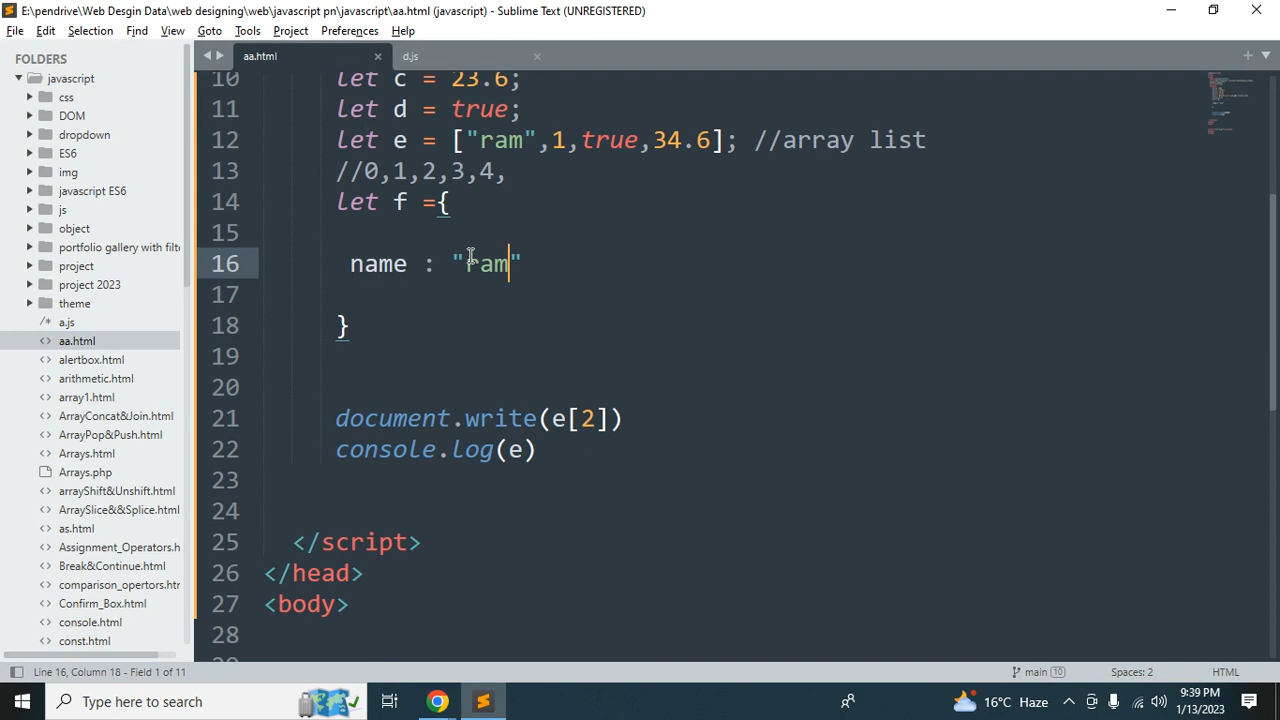 E:\pendrive\Web Desgin Data\web designing\web\javascript pn\javascript\aa.html (javascript) - Sublime Text (UNREGISTERED)
File Edit Selection Find View Goto Tools Project Preferences Help
FOLDERS
javascript
css
DOM
dropdown
ES6
img
javascript ES6
js
object
portfolio gallery with filte
project
project 2023
theme
a.js
aa.html
alertbox.html
arithmetic.html
array1.html
ArrayConcat&Join.html
ArrayPop&Push.html
Arrays.html
Arrays.php
arrayShift&Unshift.html
ArraySlice&&Splice.html
as.html
Assignment_Operators.h
Break&Continue.html
comparison_opertors.htr
Confirm_Box.html
console.html
const.html
aa.html × d.js ×
10 let c = 23.6;
11 let d = true;
12 let e = ["ram",1,true,34.6]; //array list
13 //0,1,2,3,4,
14 let f ={
15
16 name : "ram"
17
18 }
19
20
21 document.write(e[2])
22 console.log(e)
23
24
25 </script>
26 </head>
27 <body>
28
Line 16, Column 18 - Field 1 of 11
main 10
Spaces: 2
HTML
Type here to search
16°C Haze
9:39 PM
1/13/2023